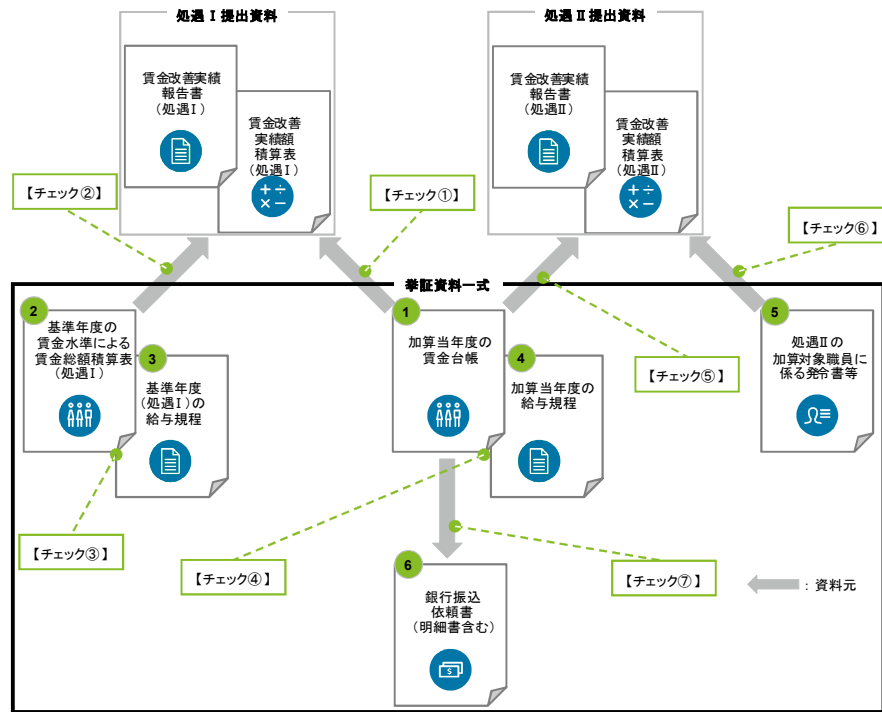 処遇Ⅰ提出資料
処遇Ⅱ提出資料
賃金改善実績
報告書
(処遇Ⅰ)
賃金改善
実績額
積算表
(処遇Ⅰ)
賃金改善実績
報告書
(処遇Ⅱ)
賃金改善
実績額
積算表
(処遇Ⅱ)
【チェック②】
【チェック①】
【チェック⑥】
挙証資料一式
2
基準年度の
賃金水準による
賃金総額積算表
(処遇Ⅰ)
3
基準年度
(処遇Ⅰ)の
給与規程
1
加算当年度の
賃金台帳
4
加算当年度の
給与規程
【チェック⑤】
5
処遇Ⅱの
加算対象職員に
係る発令書等
【チェック③】
【チェック④】
【チェック⑦】
6
銀行振込
依頼書
(明細書含む)
$
:資料元